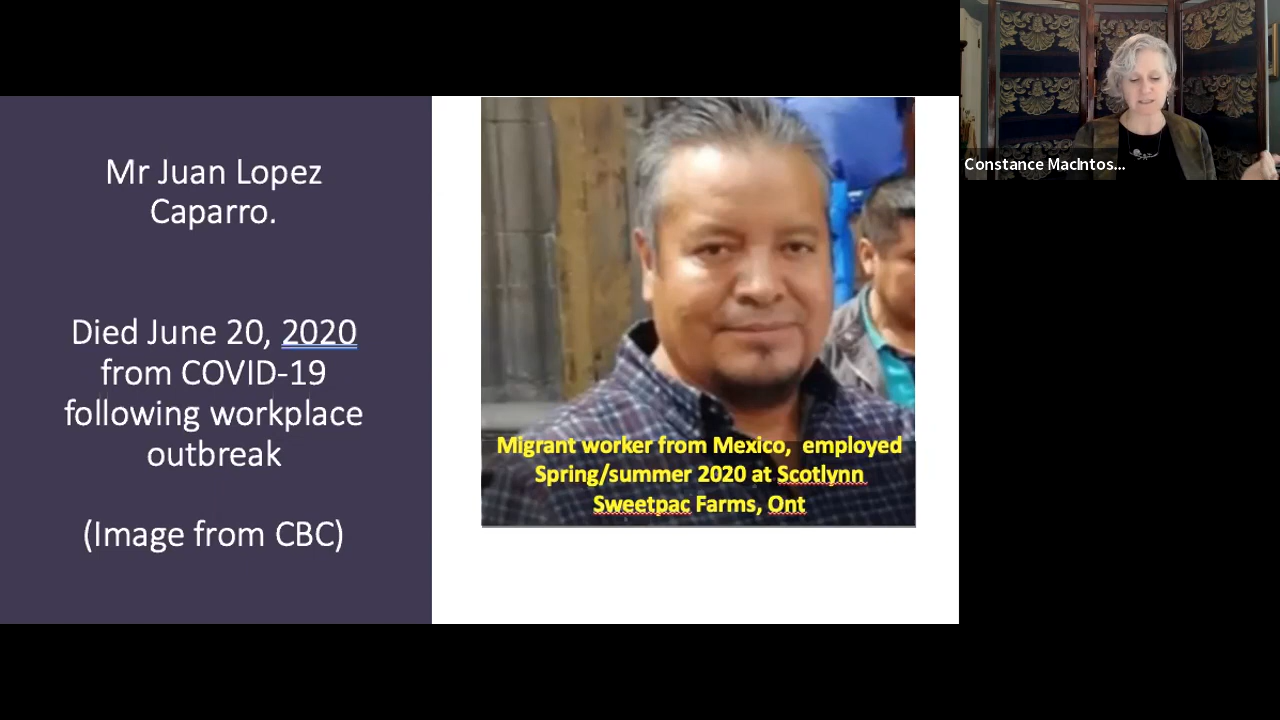 Mr Juan Lopez
Caparro.
Died June 20, 2020
from COVID-19
following workplace
outbreak
(Image from CBC)
Migrant worker from Mexico,  employed
Spring/summer 2020 at Scotlynn
Sweetpac Farms, Ont
Constance MacIntos...